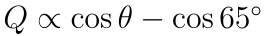 Q ∝ cos θ − cos 65°